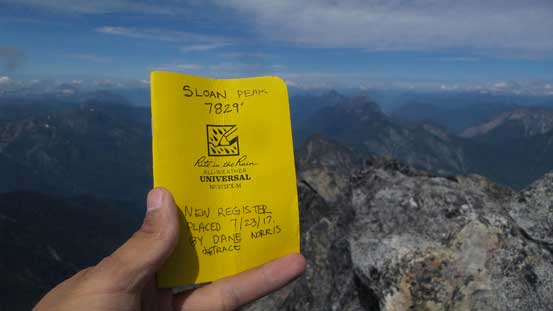 SLOAN PEAK
7829'
Rite in the Rain
ALL-WEATHER
UNIVERSAL
NEW REGISTER
PLACED 7/23/17.
BY DANE NORRIS